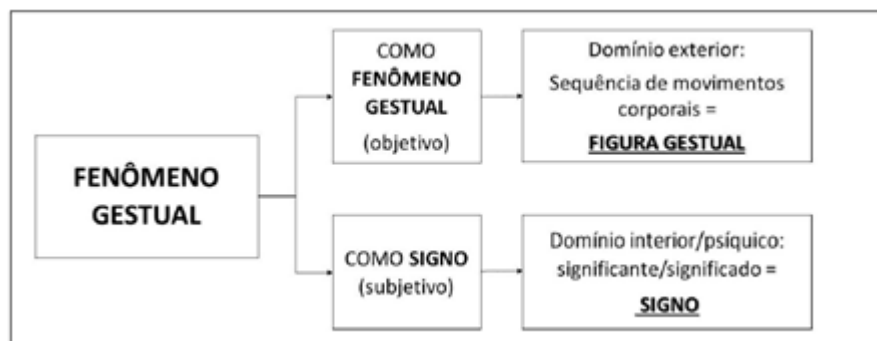 FENÔMENO
GESTUAL
COMO
FENÔMENO
GESTUAL
(objetivo)
Domínio exterior:
Sequência de movimentos
corporais =
FIGURA GESTUAL
COMO SIGNO
(subjetivo)
Domínio interior/psíquico:
significante/significado =
SIGNO